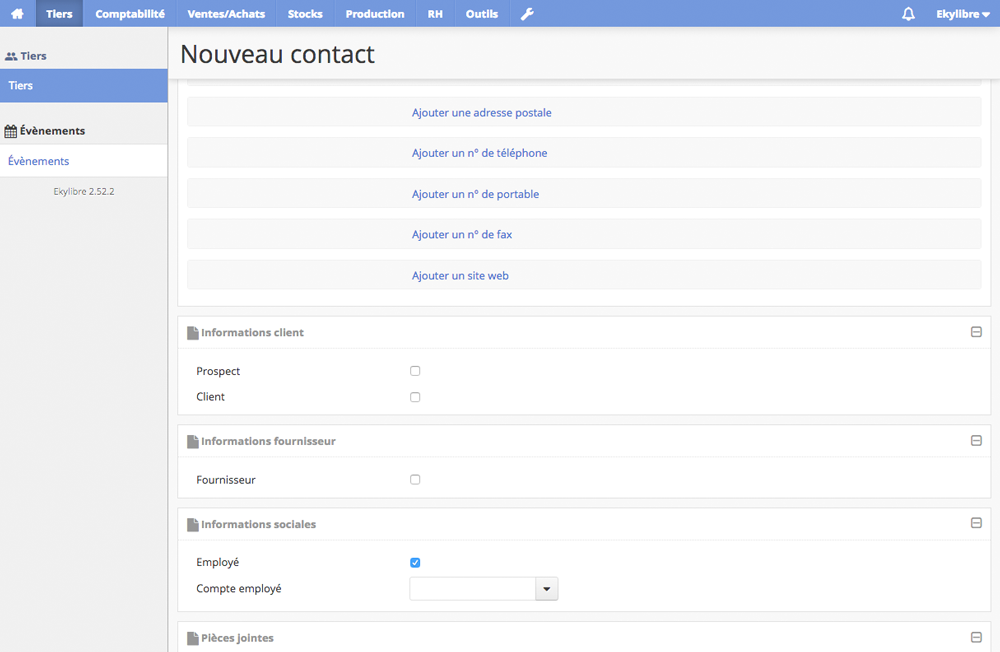 Tiers Comptabilité Ventes/Achats Stocks Production RH Outils Ekylibre
Tiers
Tiers
Évènements
Évènements
Ekylibre 2.52.2
Nouveau contact
Ajouter une adresse postale
Ajouter un n° de téléphone
Ajouter un n° de portable
Ajouter un n° de fax
Ajouter un site web
Informations client
Prospect
Client
Informations fournisseur
Fournisseur
Informations sociales
Employé
Compte employé
Pièces jointes